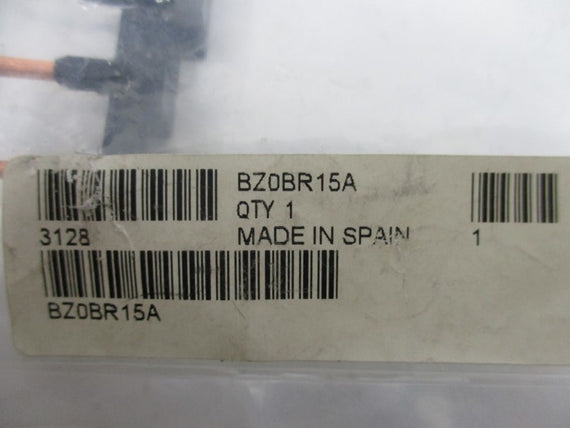 BZ0BR15A
QTY 1
3128
MADE IN SPAIN
1
BZ0BR15A